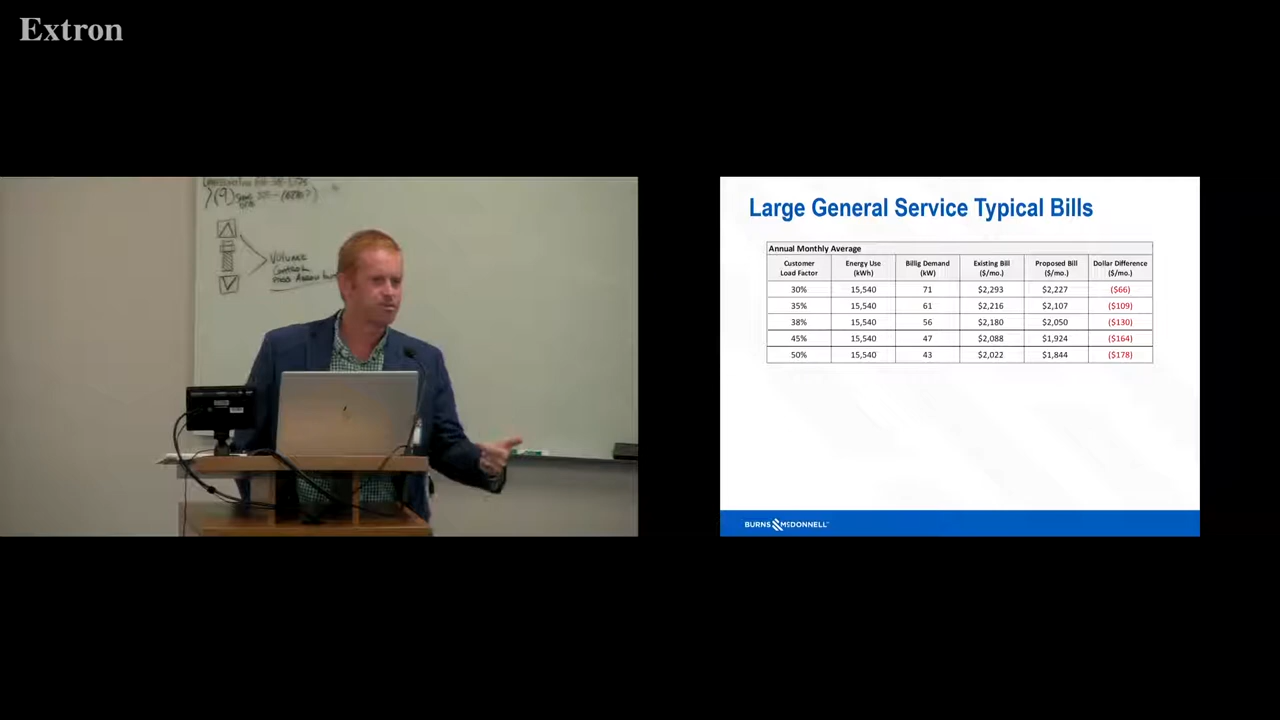 Extron
VOLUME
CONTROL
Large General Service Typical Bills
Annual Monthly Average
Customer Load Factor Energy Use (kWh) Billig Demand (kW) Existing Bill ($/mo.) Proposed Bill ($/mo.) Dollar Difference ($/mo.)
30% 15,540 71 $2,293 $2,227 ($66)
35% 15,540 61 $2,216 $2,107 ($109)
38% 15,540 56 $2,180 $2,050 ($130)
45% 15,540 47 $2,088 $1,924 ($164)
50% 15,540 43 $2,022 $1,844 ($178)
BURNS MCDONNELL